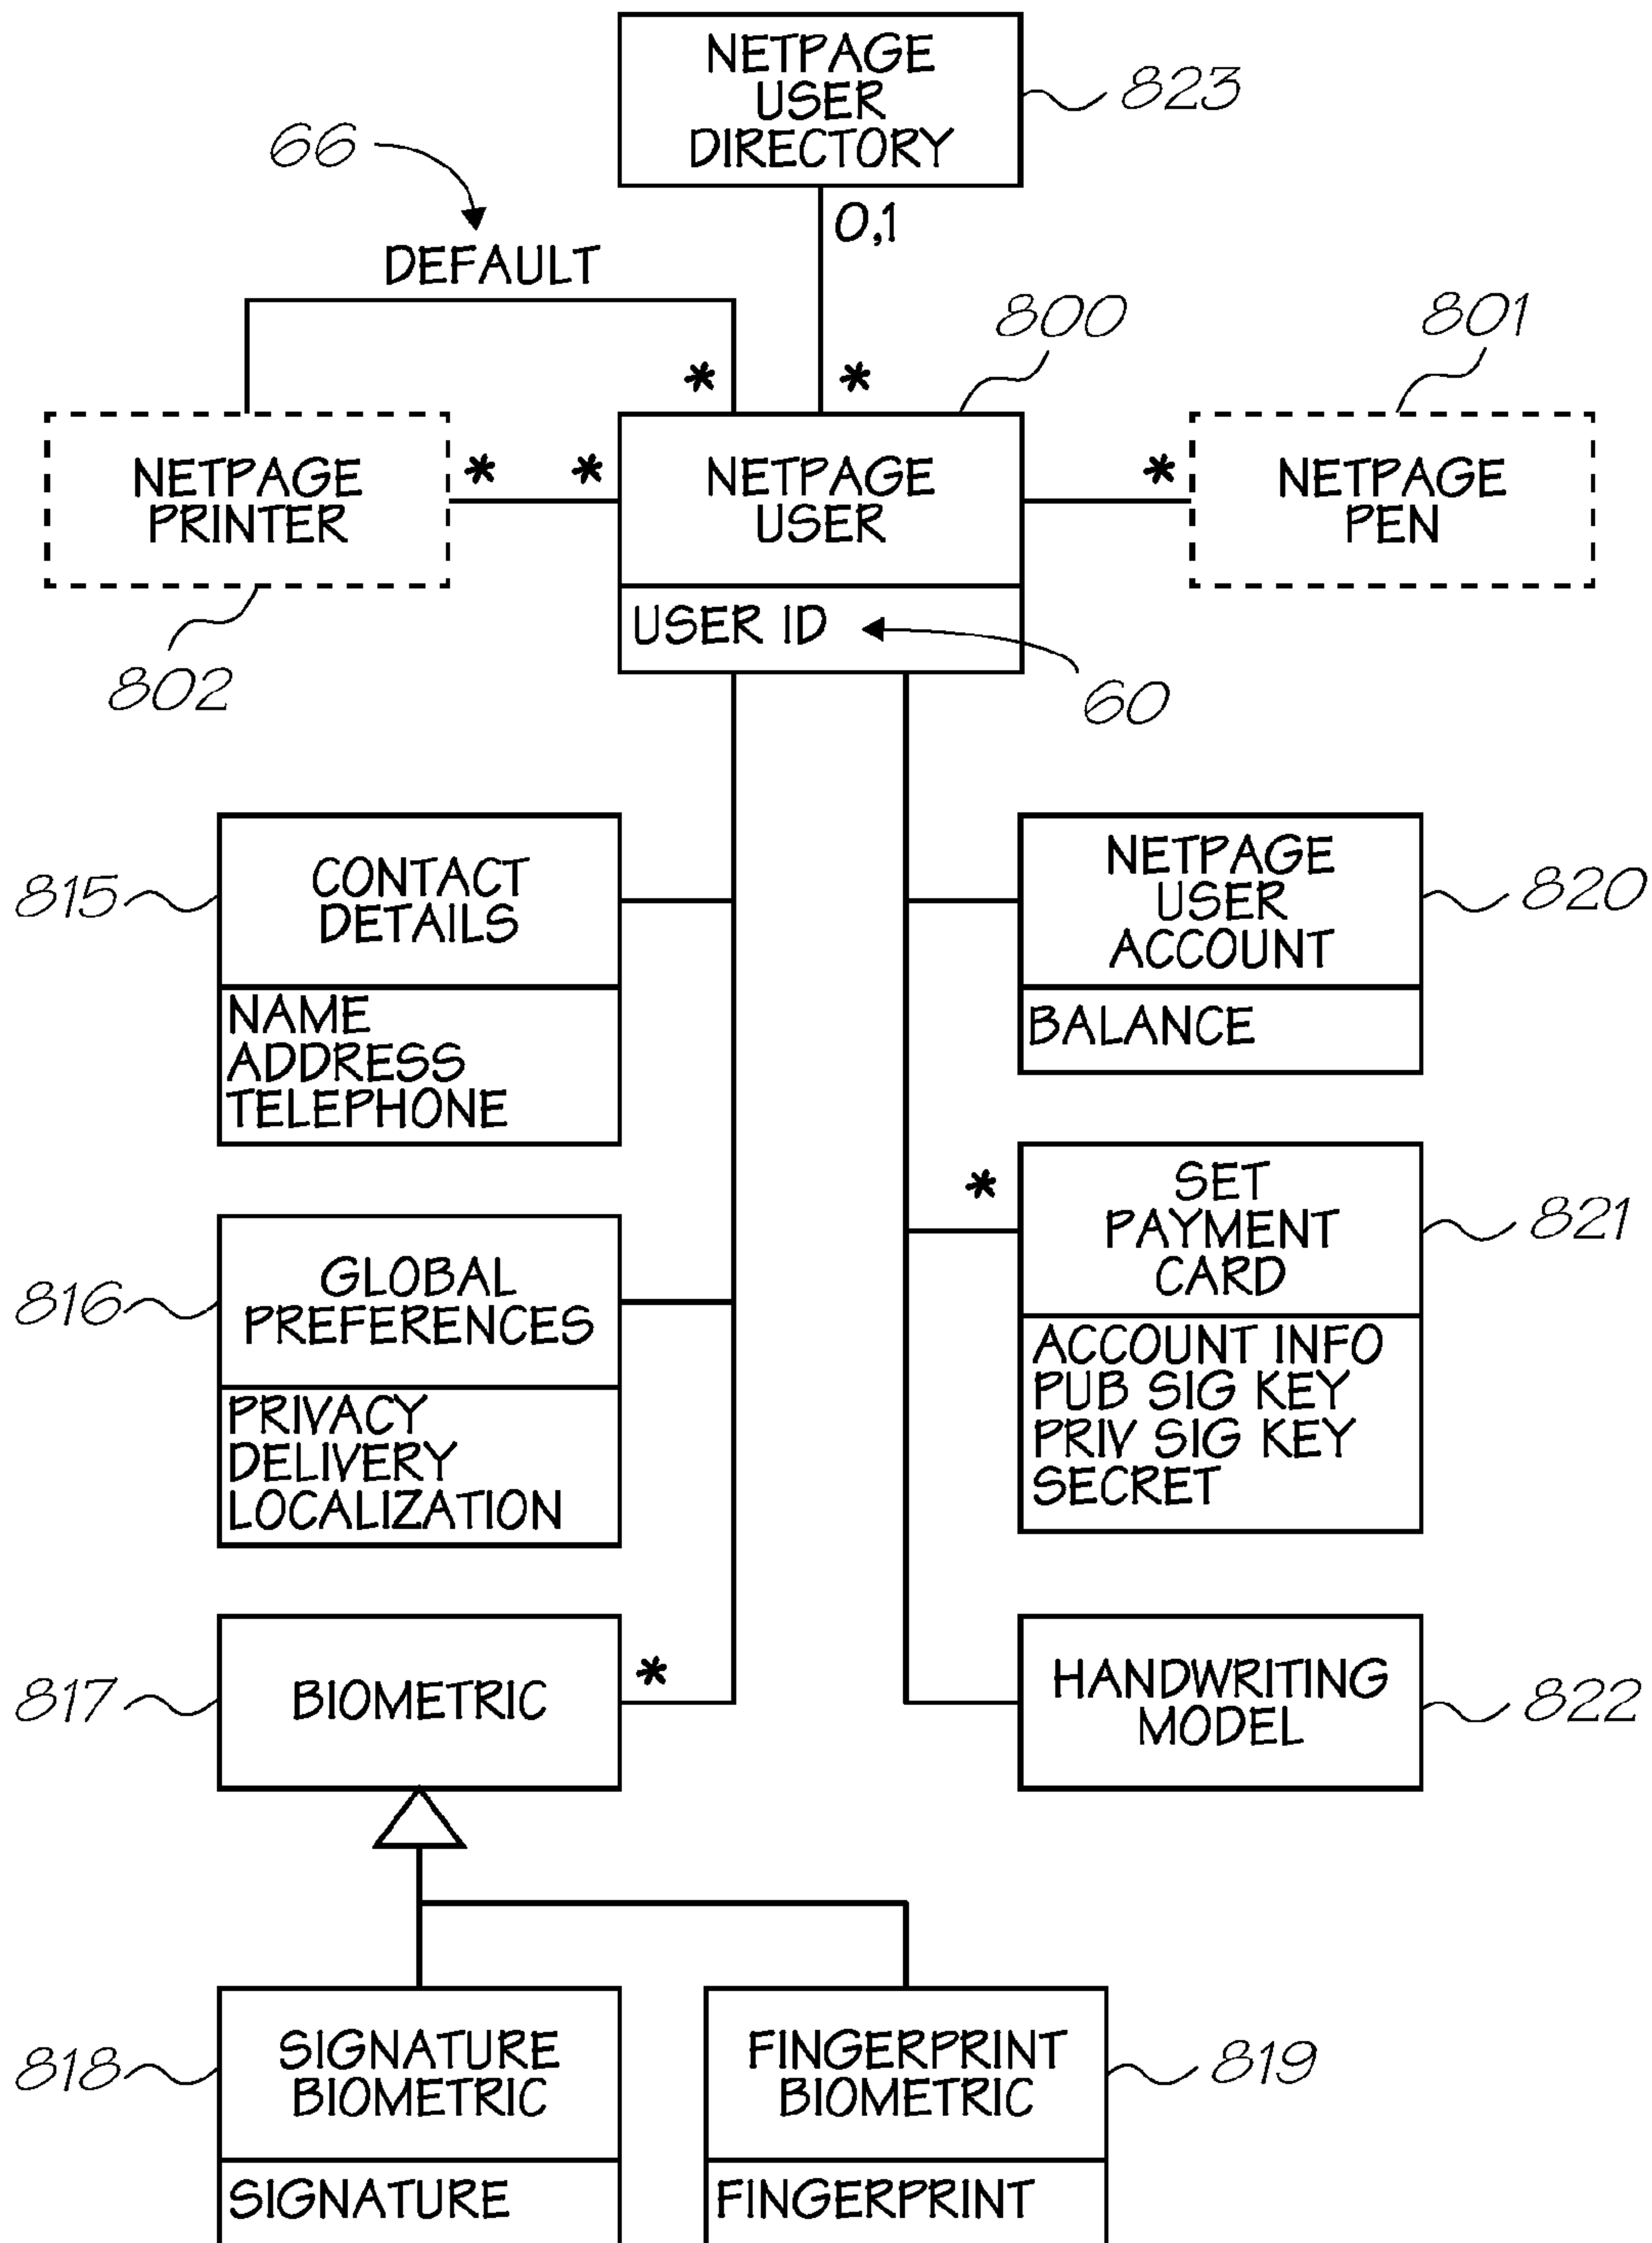 NETPAGE
USER
DIRECTORY
823
66
0,1
DEFAULT
800
801
*
*
NETPAGE
PRINTER
*
*
NETPAGE
USER
*
NETPAGE
PEN
USER ID
802
60
815
CONTACT
DETAILS
NAME
ADDRESS
TELEPHONE
NETPAGE
USER
ACCOUNT
820
BALANCE
816
GLOBAL
PREFERENCES
PRIVACY
DELIVERY
LOCALIZATION
*
SET
PAYMENT
CARD
821
ACCOUNT INFO
PUB SIG KEY
PRIV SIG KEY
SECRET
817
BIOMETRIC
*
HANDWRITING
MODEL
822
818
SIGNATURE
BIOMETRIC
SIGNATURE
FINGERPRINT
BIOMETRIC
819
FINGERPRINT